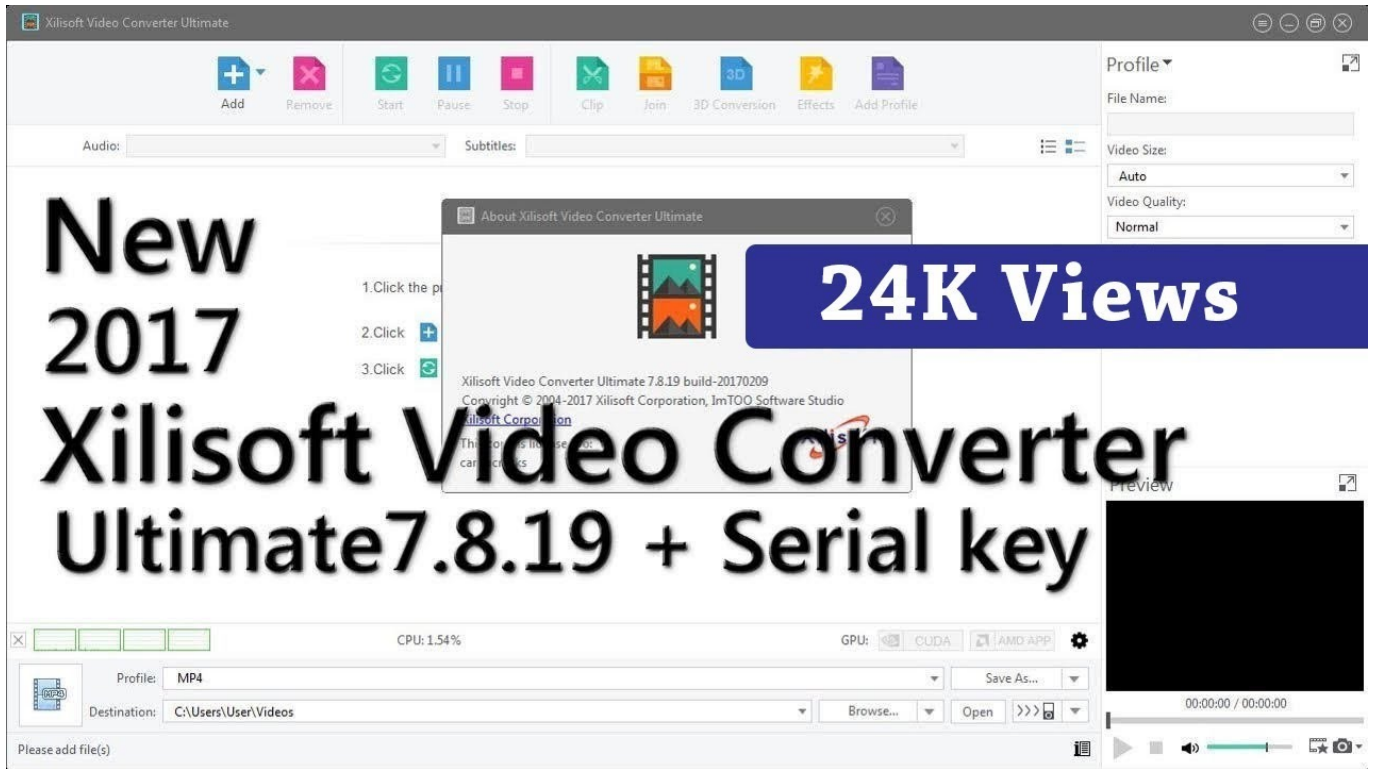 Xilisoft Video Converter Ultimate
Add
Remove
Start
Pause
Stop
Clip
Join
3D
3D Conversion
Effects
Add Profile
Audio:
Subtitles:
Profile
File Name:
Video Size:
Auto
Video Quality:
Normal
New
2017
Xilisoft Video Converter
Ultimate7.8.19 + Serial key
24K Views
1.Click the
2.Click
3.Click
About Xilisoft Video Converter Ultimate
Xilisoft Video Converter Ultimate 7.8.19 build-20170209
Copyright © 2004-2017 Xilisoft Corporation, ImTOO Software Studio
Xilisoft Corporation
Preview
CPU: 1.54%
GPU:
CUDA
AMD APP
Profile:
MP4
Save As...
Destination:
C:\Users\User\Videos
Browse...
Open
00:00:00 / 00:00:00
Please add file(s)